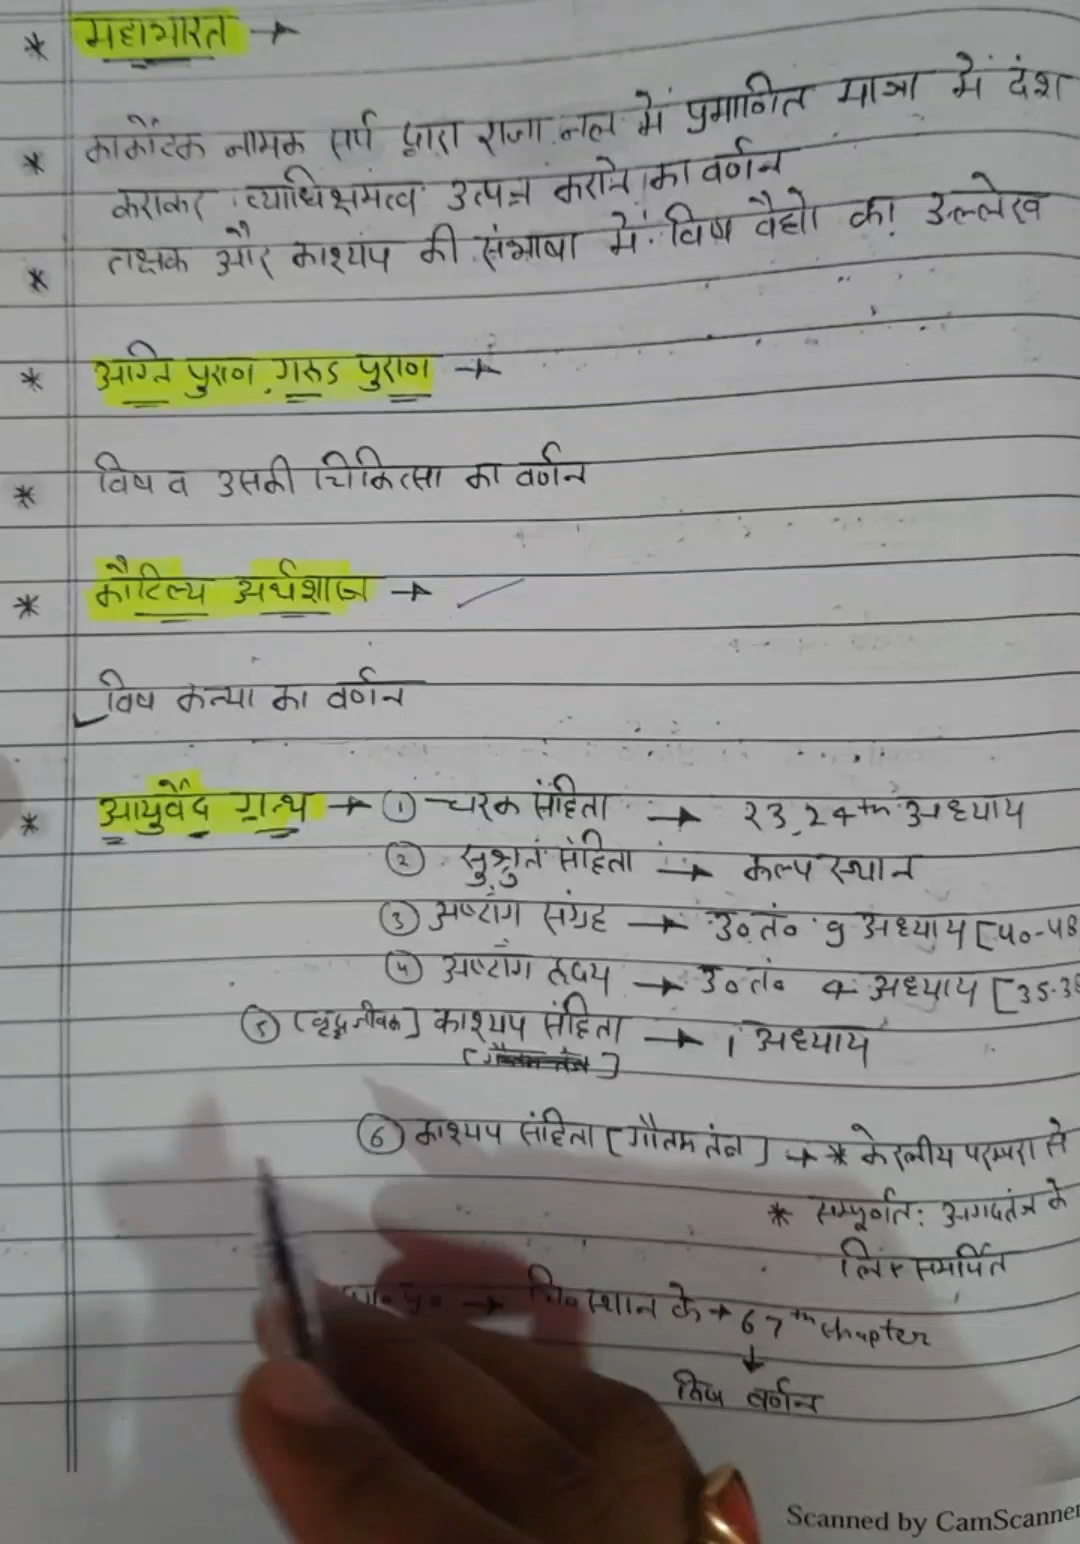 * महाभारत →
* कार्कोटक नामक सर्प द्वारा राजा नल में प्रमाणित मात्रा में दंश
कराकर व्याधिक्षमत्व उत्पन्न कराने का वर्णन
* तक्षक और काश्यप की संभाषा में विष वैद्यो का उल्लेख
* अग्नि पुराण, गरुड पुराण →
* विष व उसकी चिकित्सा का वर्णन
* कौटिल्य अर्थशास्त्र →
विष कन्या का वर्णन
* आयुर्वेद ग्रन्थ → ① चरक संहिता → 23, 24th अध्याय
② सुश्रुत संहिता → कल्प स्थान
③ अष्टांग संग्रह → उ० तं० 9 अध्याय [40-48
④ अष्टांग हृदय → उ० तं० 4 अध्याय [35-38
⑤ [वृद्धजीवक] काश्यप संहिता → 1 अध्याय
⑥ काश्यप संहिता [गौतम तंत्र] → * केरलीय परम्परा से
* सम्पूर्णतः अगदतंत्र के
लिए समर्पित
→ स्थान के → 67th chapter
↓
विष वर्णन
Scanned by CamScanner